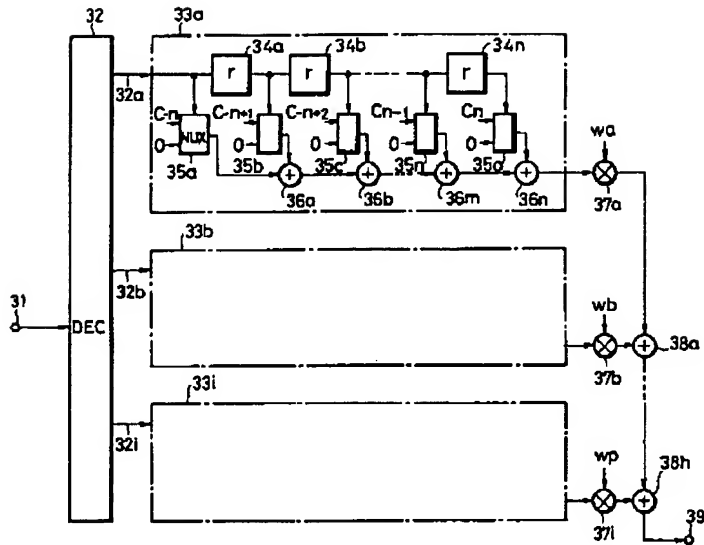 32
33a
34a
34b
34n
r
r
r
32a
C-n
C-n+1
C-n+2
Cn-1
Cn
0
MUX
0
0
0
0
35a
35b
35c
35n
35o
36a
36b
36m
36n
wa
37a
33b
32b
31
DEC
wb
37b
38a
33i
32i
wp
37i
38h
39